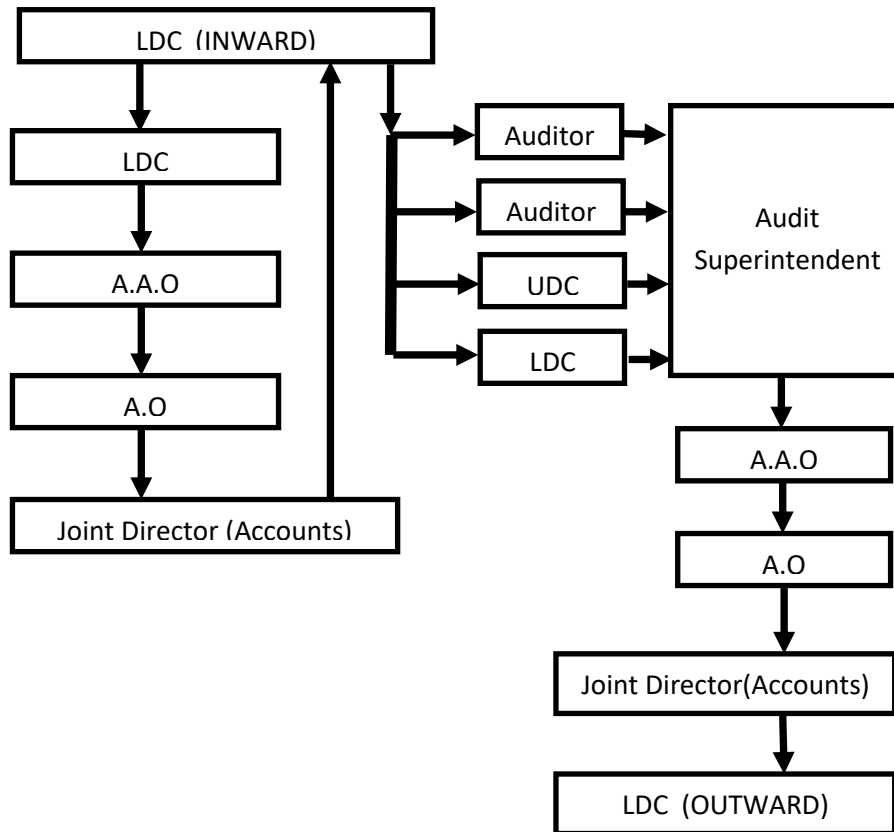 LDC (INWARD)
LDC
A.A.O
A.O
Joint Director (Accounts)
Auditor
Auditor
UDC
LDC
Audit
Superintendent
A.A.O
A.O
Joint Director(Accounts)
LDC (OUTWARD)